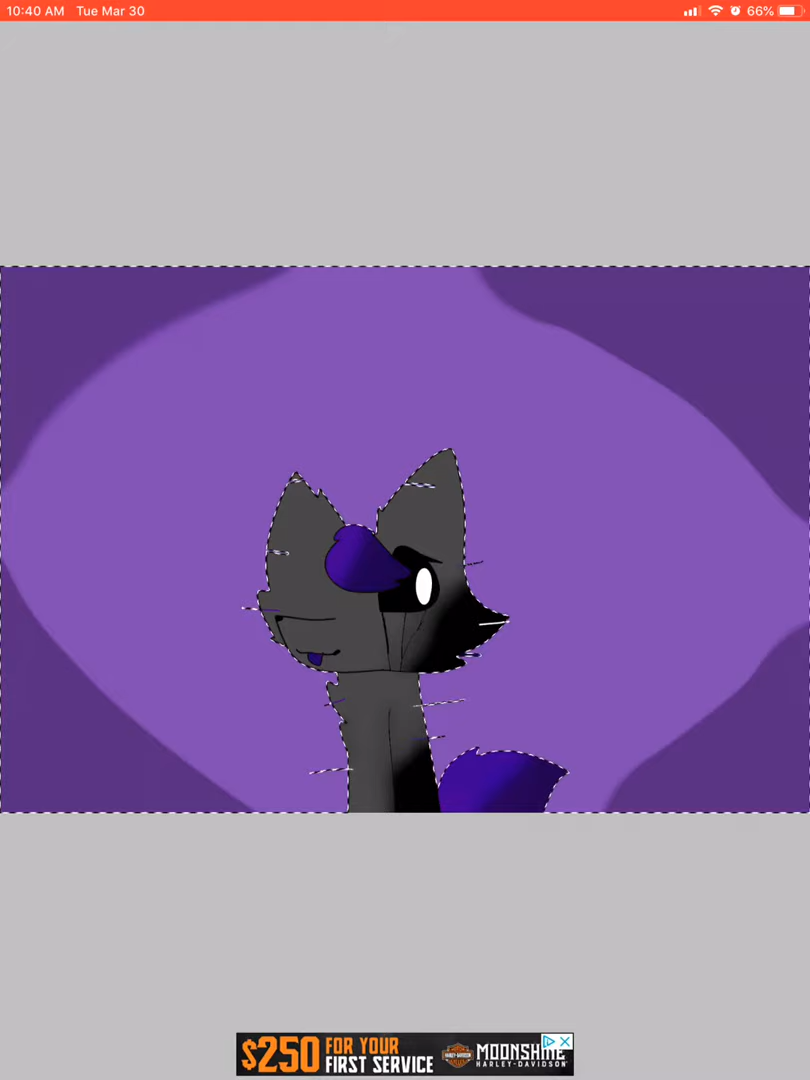 10:40 AM Tue Mar 30
66%
$250 FOR YOUR
FIRST SERVICE
MOONSHINE
HARLEY-DAVIDSON